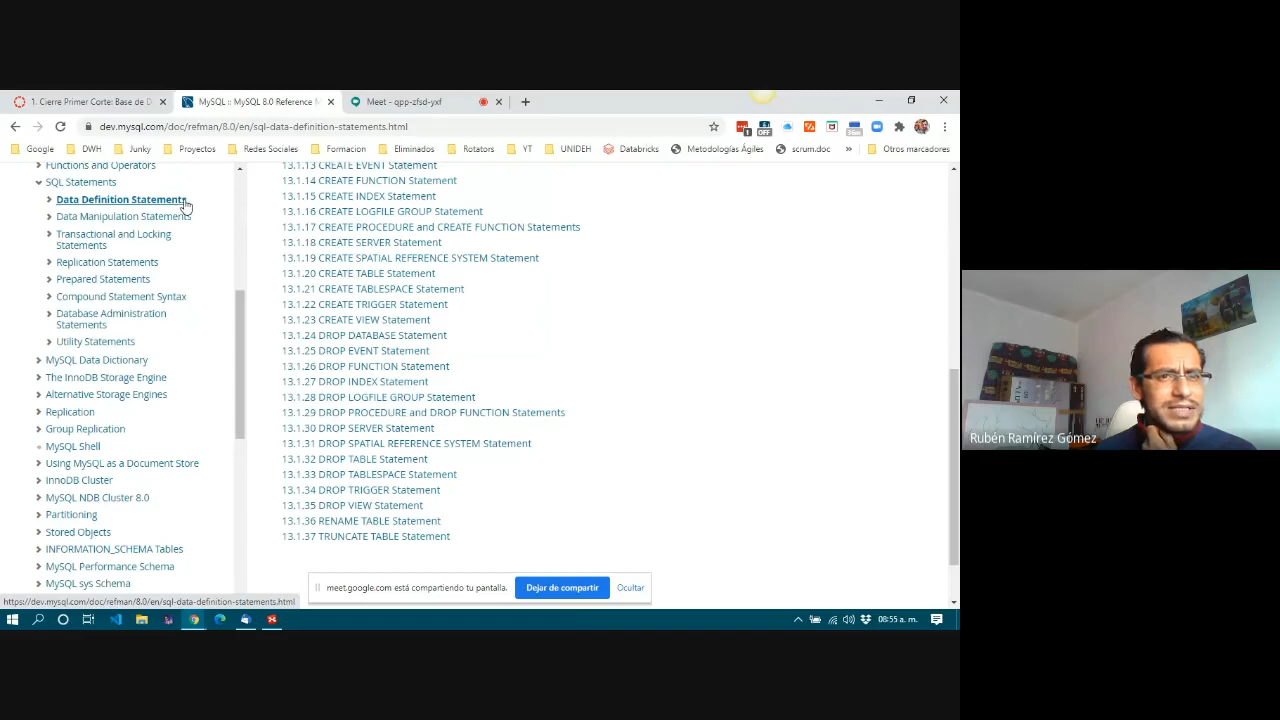 1. Cierre Primer Corte: Base de D
MySQL :: MySQL 8.0 Reference M
Meet - qpp-zfsd-yxf
dev.mysql.com/doc/refman/8.0/en/sql-data-definition-statements.html
Google
DWH
Junky
Proyectos
Redes Sociales
Formacion
Eliminados
Rotators
YT
UNIDEH
Databricks
Metodologías Ágiles
scrum.doc
Otros marcadores
Functions and Operators
SQL Statements
Data Definition Statements
Data Manipulation Statements
Transactional and Locking
Statements
Replication Statements
Prepared Statements
Compound Statement Syntax
Database Administration
Statements
Utility Statements
MySQL Data Dictionary
The InnoDB Storage Engine
Alternative Storage Engines
Replication
Group Replication
MySQL Shell
Using MySQL as a Document Store
InnoDB Cluster
MySQL NDB Cluster 8.0
Partitioning
Stored Objects
INFORMATION_SCHEMA Tables
MySQL Performance Schema
MySQL sys Schema
13.1.13 CREATE EVENT Statement
13.1.14 CREATE FUNCTION Statement
13.1.15 CREATE INDEX Statement
13.1.16 CREATE LOGFILE GROUP Statement
13.1.17 CREATE PROCEDURE and CREATE FUNCTION Statements
13.1.18 CREATE SERVER Statement
13.1.19 CREATE SPATIAL REFERENCE SYSTEM Statement
13.1.20 CREATE TABLE Statement
13.1.21 CREATE TABLESPACE Statement
13.1.22 CREATE TRIGGER Statement
13.1.23 CREATE VIEW Statement
13.1.24 DROP DATABASE Statement
13.1.25 DROP EVENT Statement
13.1.26 DROP FUNCTION Statement
13.1.27 DROP INDEX Statement
13.1.28 DROP LOGFILE GROUP Statement
13.1.29 DROP PROCEDURE and DROP FUNCTION Statements
13.1.30 DROP SERVER Statement
13.1.31 DROP SPATIAL REFERENCE SYSTEM Statement
13.1.32 DROP TABLE Statement
13.1.33 DROP TABLESPACE Statement
13.1.34 DROP TRIGGER Statement
13.1.35 DROP VIEW Statement
13.1.36 RENAME TABLE Statement
13.1.37 TRUNCATE TABLE Statement
meet.google.com está compartiendo tu pantalla.
Dejar de compartir
Ocultar
https://dev.mysql.com/doc/refman/8.0/en/sql-data-definition-statements.html
08:55 a. m.
Rubén Ramírez Gómez